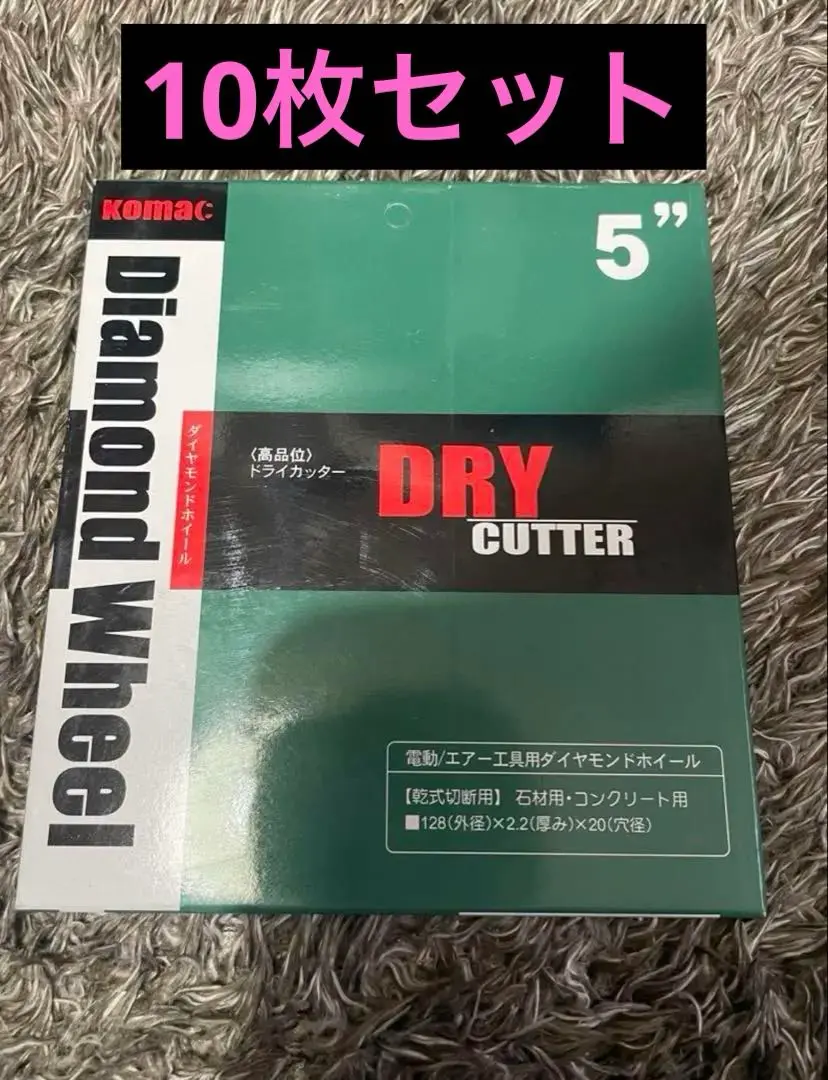 10枚セット
Komac
5”
Diamond Wheel
ダイヤモンドホイール
〈高品位〉
ドライカッター
DRY
CUTTER
電動/エアー工具用ダイヤモンドホイール
【乾式切断用】 石材用・コンクリート用
■128(外径)×2.2(厚み)×20(穴径)